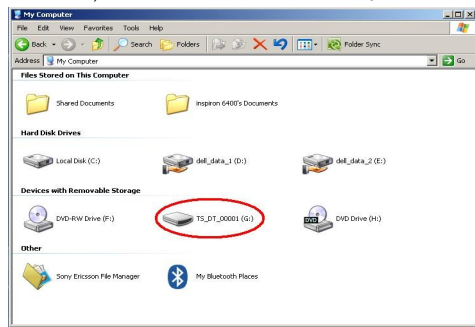 My Computer
File Edit View Favorites Tools Help
Back Search Folders Folder Sync
Address My Computer Go
Files Stored on This Computer
Shared Documents inspiron 6400's Documents
Hard Disk Drives
Local Disk (C:) dell_data_1 (D:) dell_data_2 (E:)
Devices with Removable Storage
DVD-RW Drive (F:) TS_DT_00001 (G:) DVD Drive (H:)
Other
Sony Ericsson File Manager My Bluetooth Places